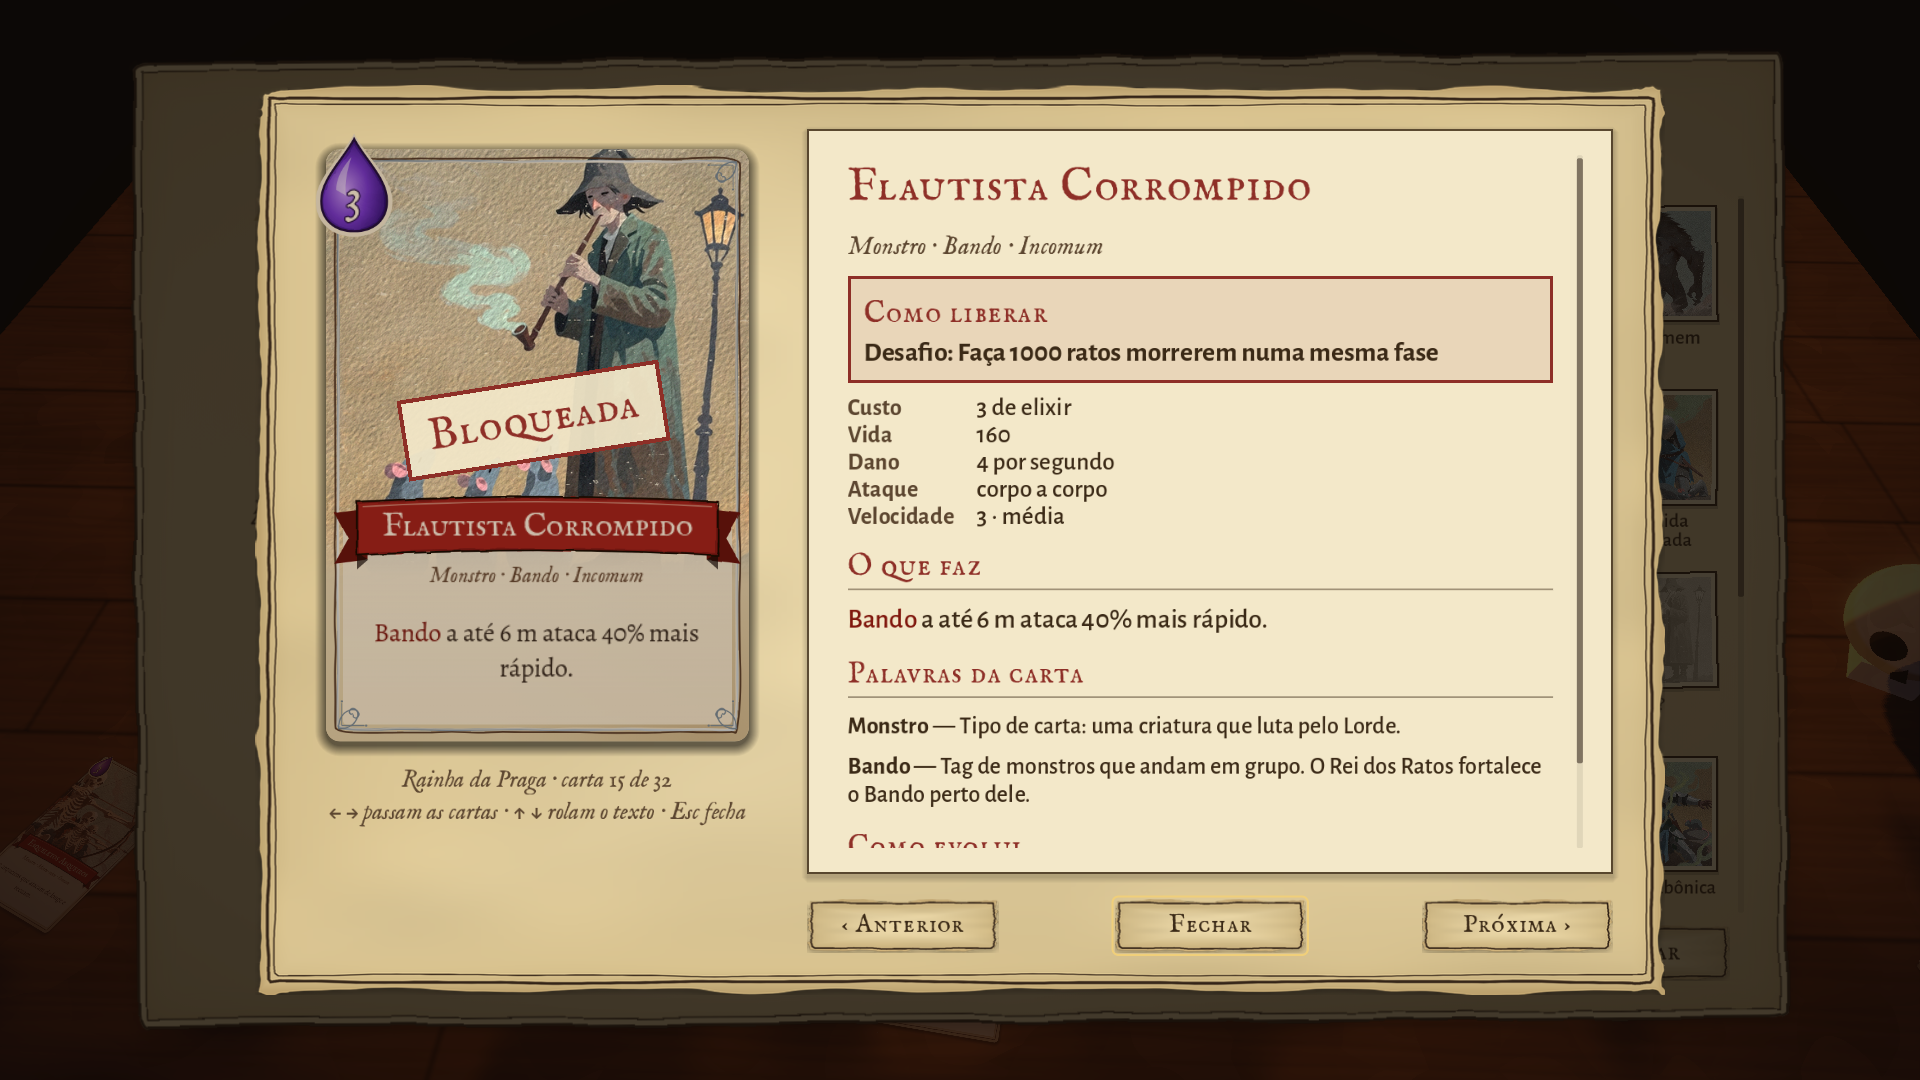 3
Bloqueada
Flautista Corrompido
Monstro · Bando · Incomum
Bando a até 6 m ataca 40% mais
rápido.
Rainha da Praga · carta 15 de 32
← → passam as cartas · ↑ ↓ rolam o texto · Esc fecha
Flautista Corrompido
Monstro · Bando · Incomum
Como liberar
Desafio: Faça 1000 ratos morrerem numa mesma fase
Custo 3 de elixir
Vida 160
Dano 4 por segundo
Ataque corpo a corpo
Velocidade 3 · média
O que faz
Bando a até 6 m ataca 40% mais rápido.
Palavras da carta
Monstro — Tipo de carta: uma criatura que luta pelo Lorde.
Bando — Tag de monstros que andam em grupo. O Rei dos Ratos fortalece
o Bando perto dele.
Como evolui
‹ Anterior
Fechar
Próxima ›